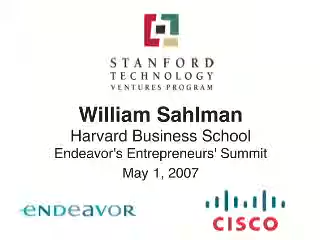 STANFORD
TECHNOLOGY
VENTURES PROGRAM
William Sahlman
Harvard Business School
Endeavor's Entrepreneurs' Summit
May 1, 2007
ENDEAVOR
CISCO